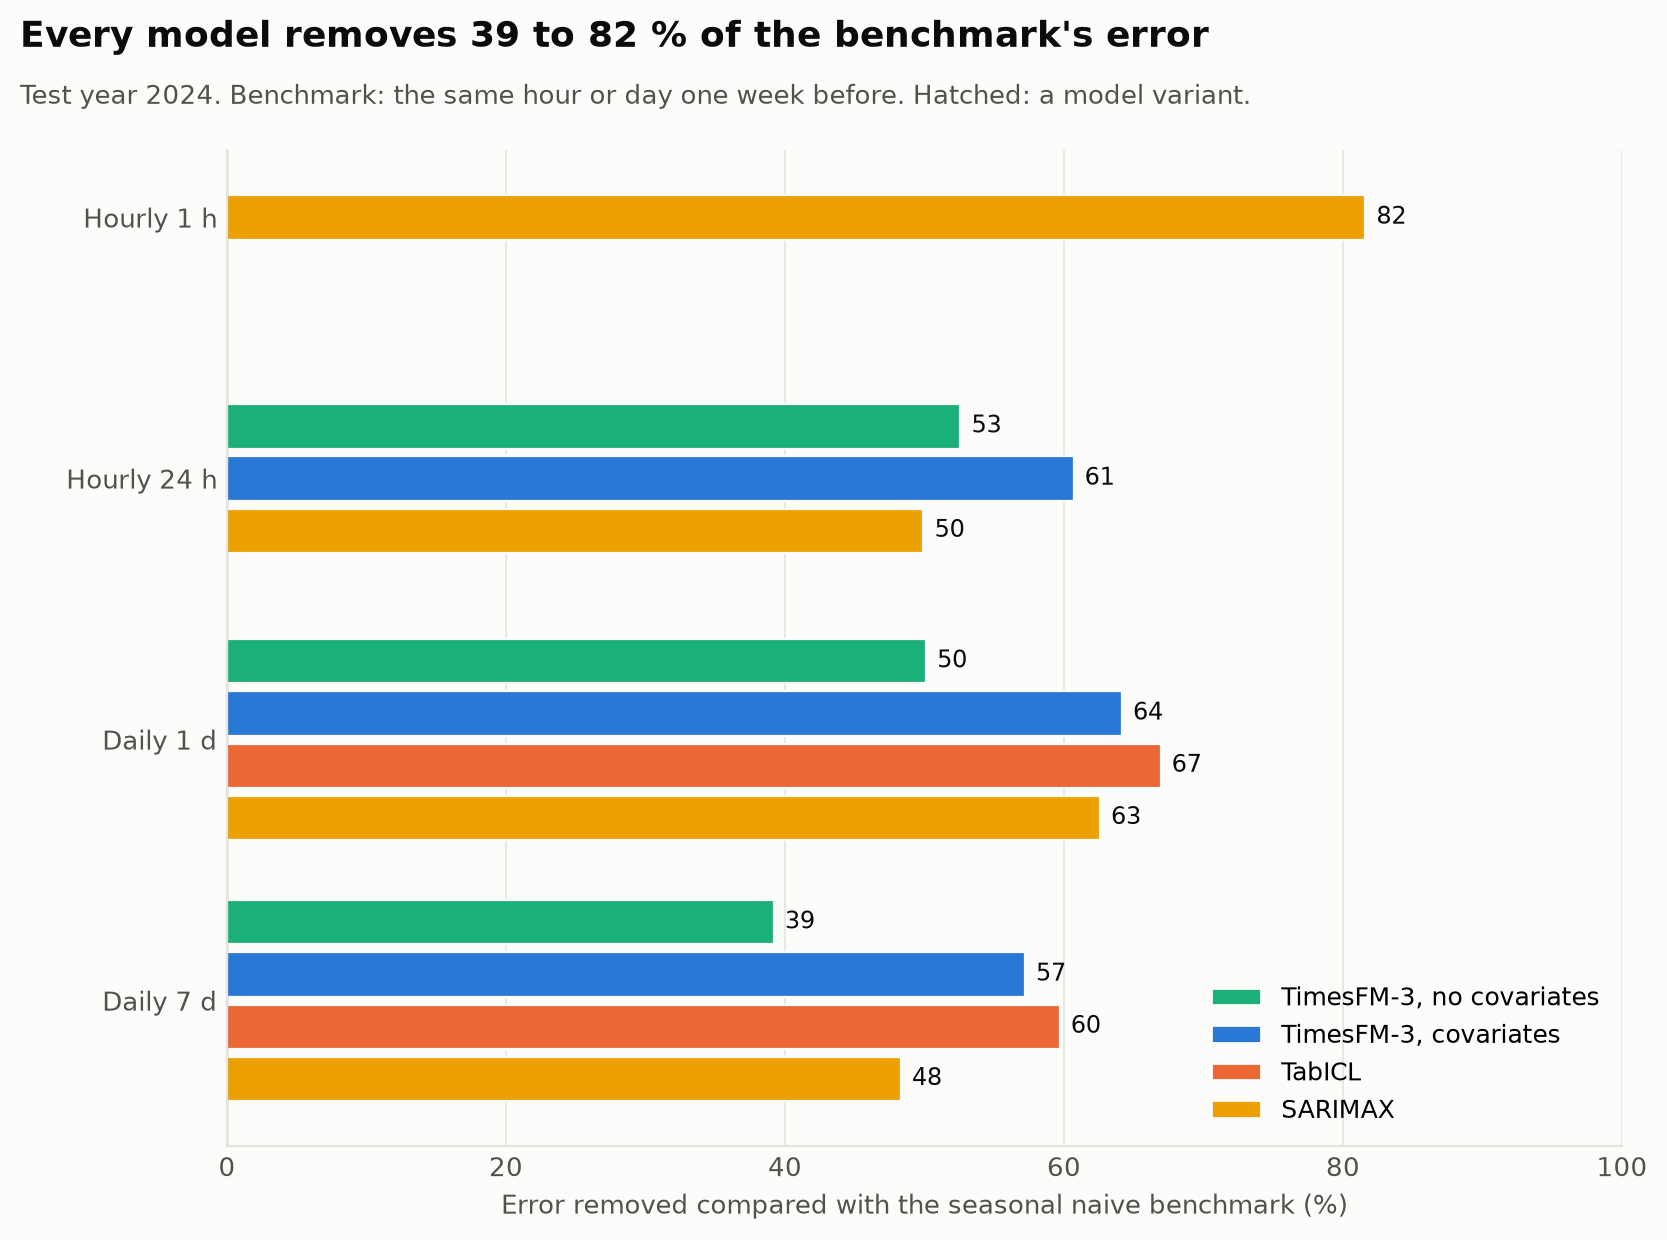 Every model removes 39 to 82 % of the benchmark's error
Test year 2024. Benchmark: the same hour or day one week before. Hatched: a model variant.
Hourly 1 h
82
53
Hourly 24 h
61
50
50
64
Daily 1 d
67
63
39
57
Daily 7 d
60
48
TimesFM-3, no covariates
TimesFM-3, covariates
TabICL
SARIMAX
0 20 40 60 80 100
Error removed compared with the seasonal naive benchmark (%)